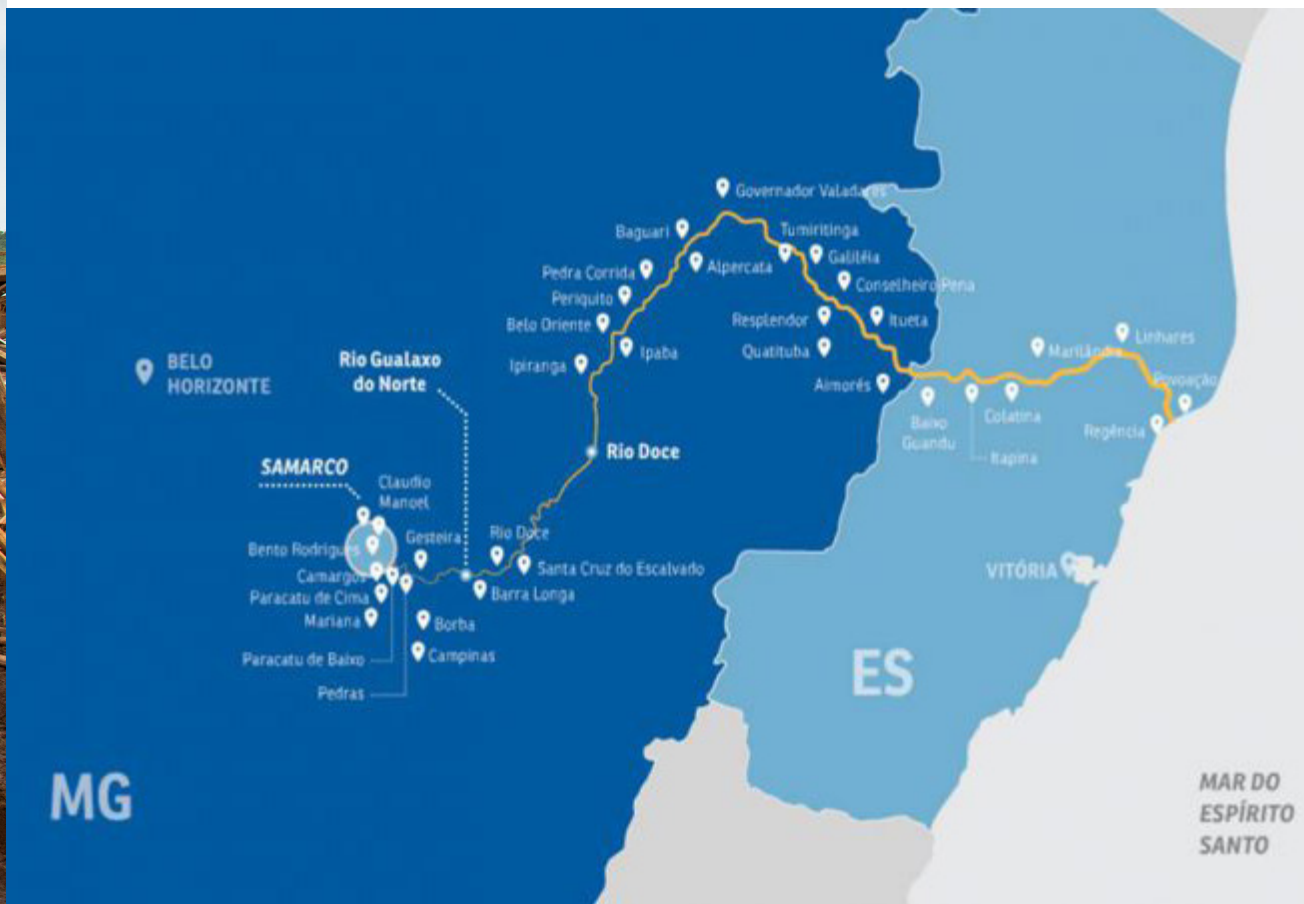 Governador Valadares
Baguari
Tumiritinga
Alpercata
Galiléia
Pedra Corrida
Conselheiro Pena
Periquito
Belo Oriente
Resplendor
Itueta
Ipaba
Quatituba
Ipiranga
Aimorés
BELO
HORIZONTE
Rio Gualaxo
do Norte
Linhares
Marilândia
Povoação
Colatina
Baixo
Guandu
Regência
Itapina
Rio Doce
SAMARCO
Claudio
Manoel
Gesteira
Rio Doce
Bento Rodrigues
Santa Cruz do Escalvado
Camargos
Barra Longa
Paracatu de Cima
Mariana
Borba
Paracatu de Baixo
Campinas
Pedras
VITÓRIA
ES
MG
MAR DO
ESPÍRITO
SANTO